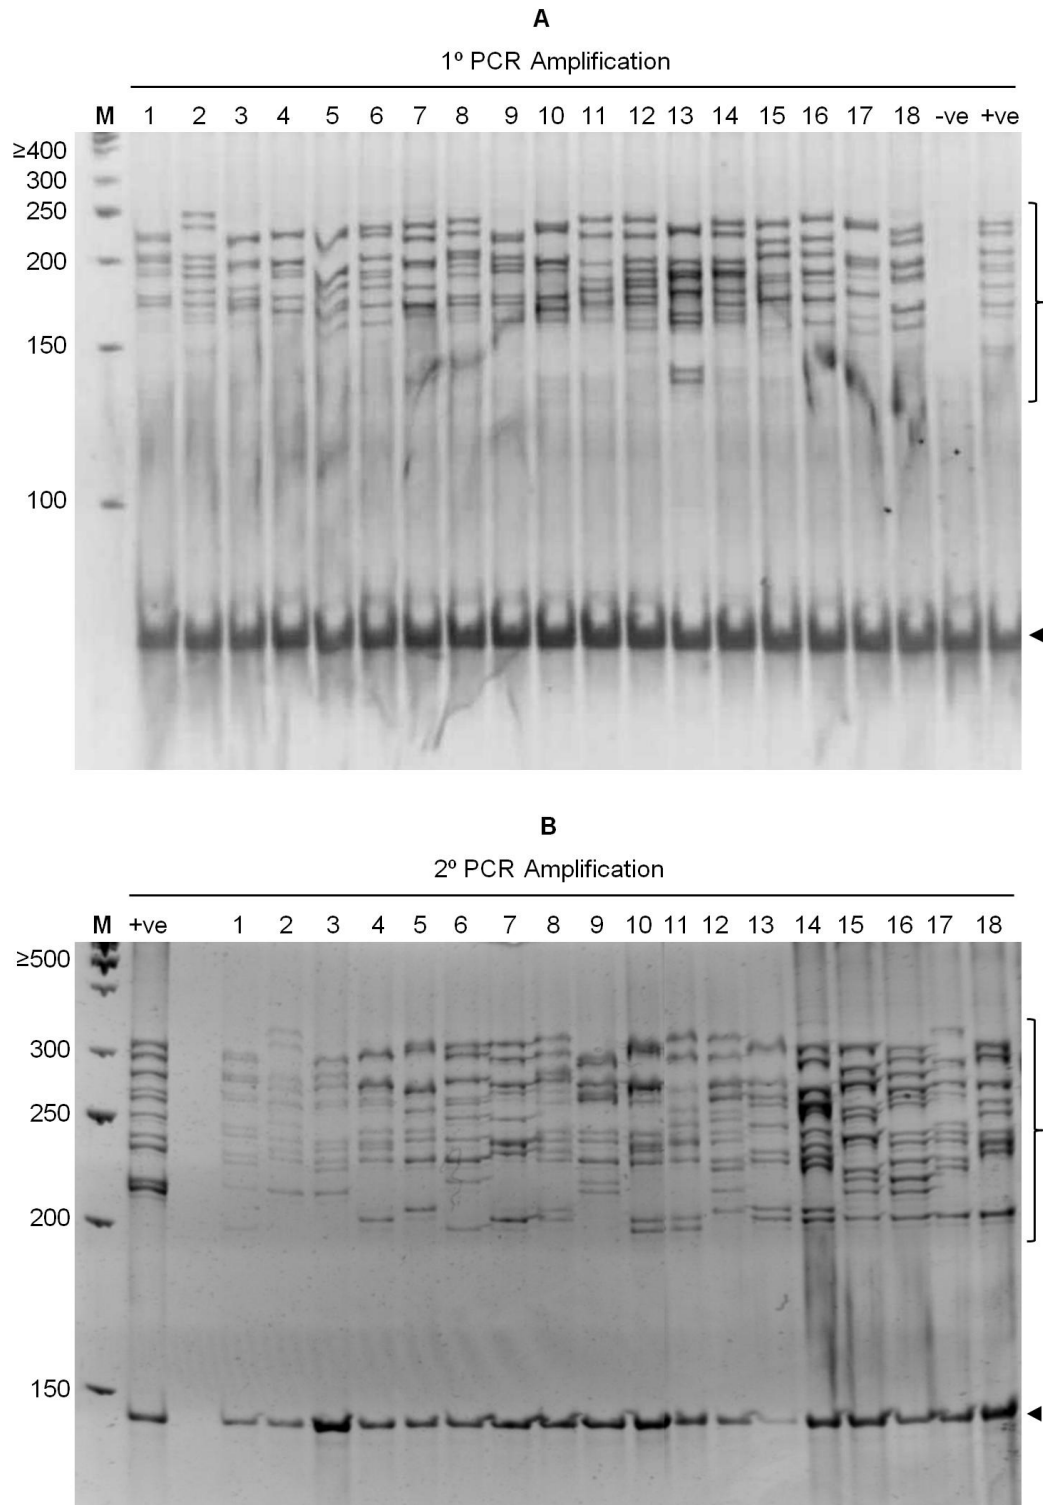 A
1º PCR Amplification
M 1 2 3 4 5 6 7 8 9 10 11 12 13 14 15 16 17 18 -ve +ve
≥400
300
250
200
150
100
B
2º PCR Amplification
M +ve 1 2 3 4 5 6 7 8 9 10 11 12 13 14 15 16 17 18
≥500
300
250
200
150